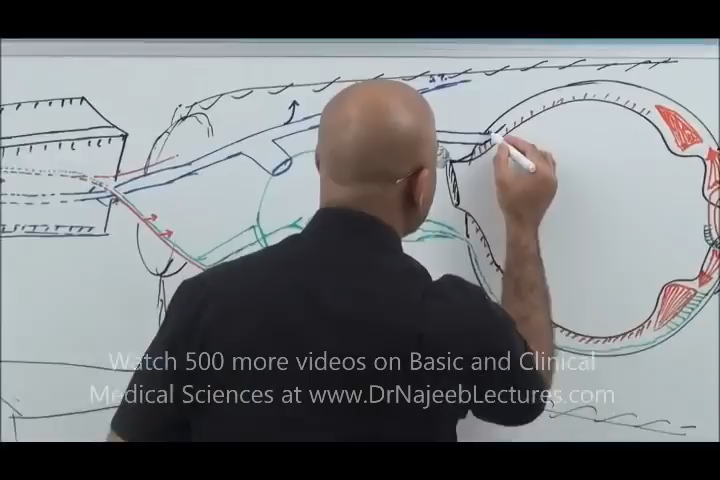 Watch 500 more videos on Basic and Clinical
Medical Sciences at www.DrNajeebLectures.com